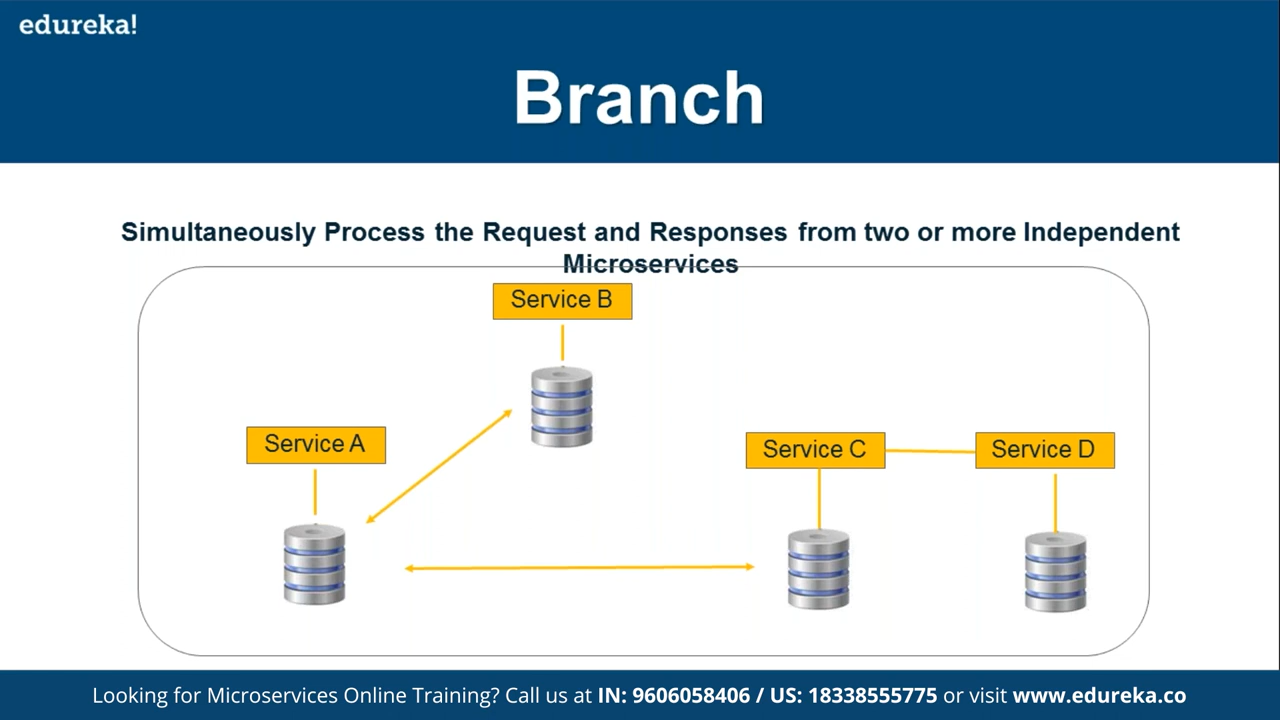 edureka!
Branch
Simultaneously Process the Request and Responses from two or more Independent
Microservices
Service B
Service A
Service C
Service D
Looking for Microservices Online Training? Call us at IN: 9606058406 / US: 18338555775 or visit www.edureka.co